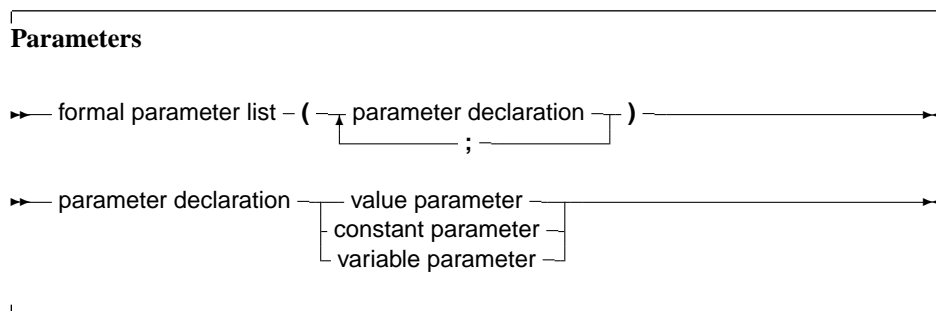 Parameters
formal parameter list ( parameter declaration )
;
parameter declaration value parameter
constant parameter
variable parameter